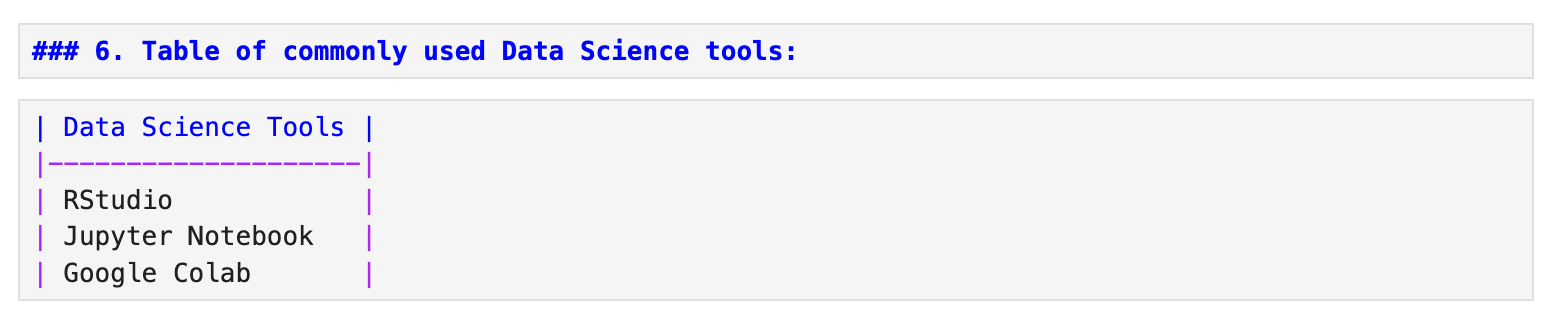 ### 6. Table of commonly used Data Science tools:
| Data Science Tools |
|--------------------|
| RStudio            |
| Jupyter Notebook   |
| Google Colab       |